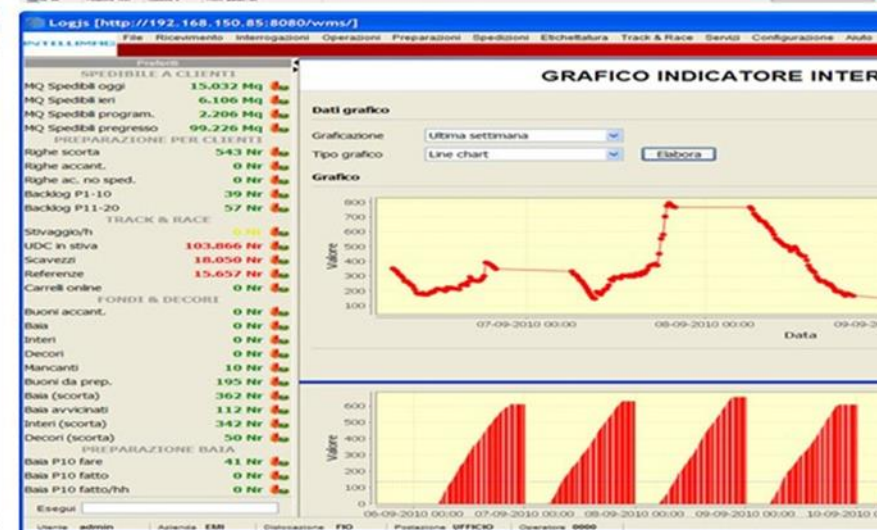 Logjs [http://192.168.150.85:8080/wms/]
File Ricevimento Interrogazioni Operazioni Preparazioni Spedizioni Etichettatura Track & Race Servizi Configurazione Aiuto
Preferiti
SPEDIBILE A CLIENTI
MQ Spedibili oggi 15.032 Mq
MQ Spedibili ieri 6.106 Mq
MQ Spedibili program. 2.206 Mq
MQ Spedibili pregresso 99.226 Mq
PREPARAZIONE PER CLIENTI
Righe scorta 543 Nr
Righe accant. 0 Nr
Righe ac. no sped. 0 Nr
Backlog P1-10 39 Nr
Backlog P11-20 57 Nr
TRACK & RACE
Stivaggio/h 0 Nr
UDC in stiva 103.866 Nr
Scavezzi 18.050 Nr
Referenze 15.657 Nr
Carrelli online 0 Nr
FONDI & DECORI
Buoni accant. 0 Nr
Baia 0 Nr
Interi 0 Nr
Decori 0 Nr
Mancanti 10 Nr
Buoni da prep. 195 Nr
Baia (scorta) 362 Nr
Baia avvicinati 112 Nr
Interi (scorta) 342 Nr
Decori (scorta) 50 Nr
PREPARAZIONE BAIA
Baia P10 fare 41 Nr
Baia P10 fatto 0 Nr
Baia P10 fatto/hh 0 Nr
Esegui
GRAFICO INDICATORE INTER
Dati grafico
Graficazione Ultima settimana
Tipo grafico Line chart Elabora
Grafico
Valore
800
700
600
500
400
300
200
100
07-09-2010 00:00 08-09-2010 00:00 09-09-2
Data
Valore
600
500
400
300
200
100
0
06-09-2010 00:00 07-09-2010 00:00 08-09-2010 00:00 09-09-2010 00:00 10-09-2010 0
Utente admin Azienda EMI Dislocazione FIO Postazione UFFICIO Operatore 0000